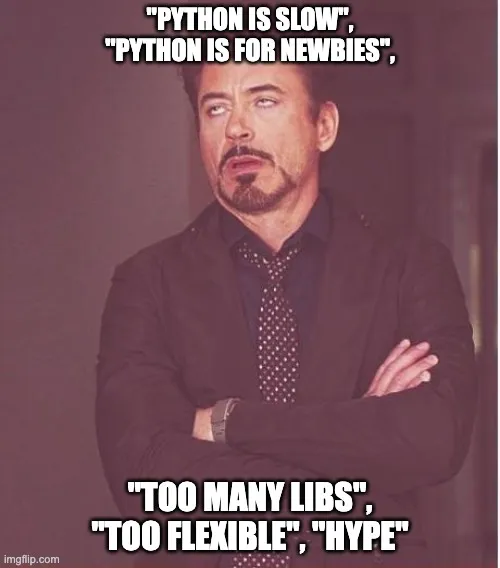 "PYTHON IS SLOW",
"PYTHON IS FOR NEWBIES",
"TOO MANY LIBS",
"TOO FLEXIBLE", "HYPE"
imgflip.com